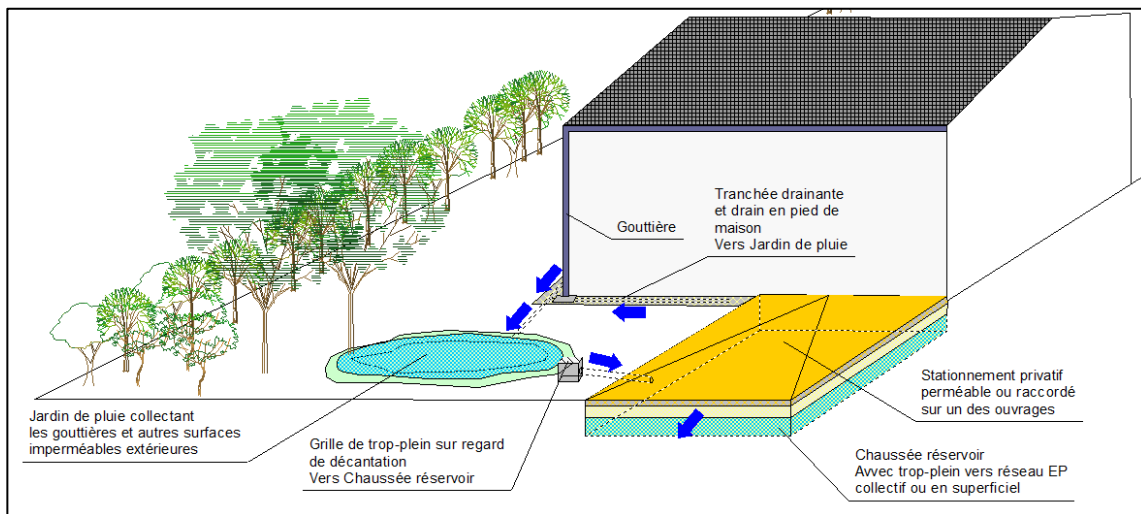 Tranchée drainante
et drain en pied de
maison
Vers Jardin de pluie
Gouttière
Stationnement privatif
perméable ou raccordé
sur un des ouvrages
Jardin de pluie collectant
les gouttières et autres surfaces
imperméables extérieures
Grille de trop-plein sur regard
de décantation
Vers Chaussée réservoir
Chaussée réservoir
Avvec trop-plein vers réseau EP
collectif ou en superficiel